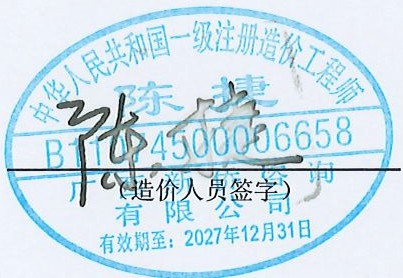 中华人民共和国一级注册造价工程师
陈捷
陈捷
4500006658
咨询
(造价人员签字)
有限公司
有效期至：2027年12月31日